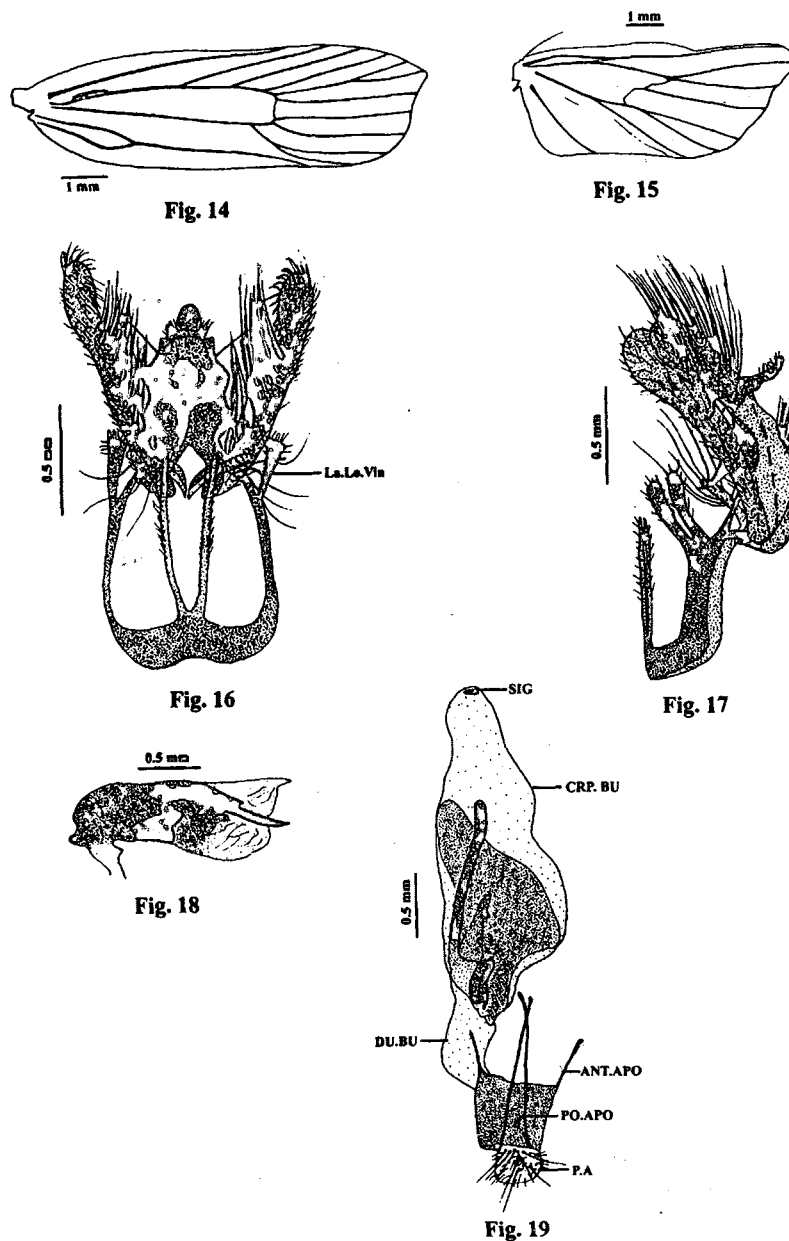 1 mm
1 mm
Fig. 14
Fig. 15
0.5 mm
La.Lo.Vin
0.5 mm
Fig. 16
Fig. 17
SIG
CRP. BU
0.5 mm
Fig. 18
0.5 mm
DU.BU
ANT.APO
PO.APO
P.A
Fig. 19